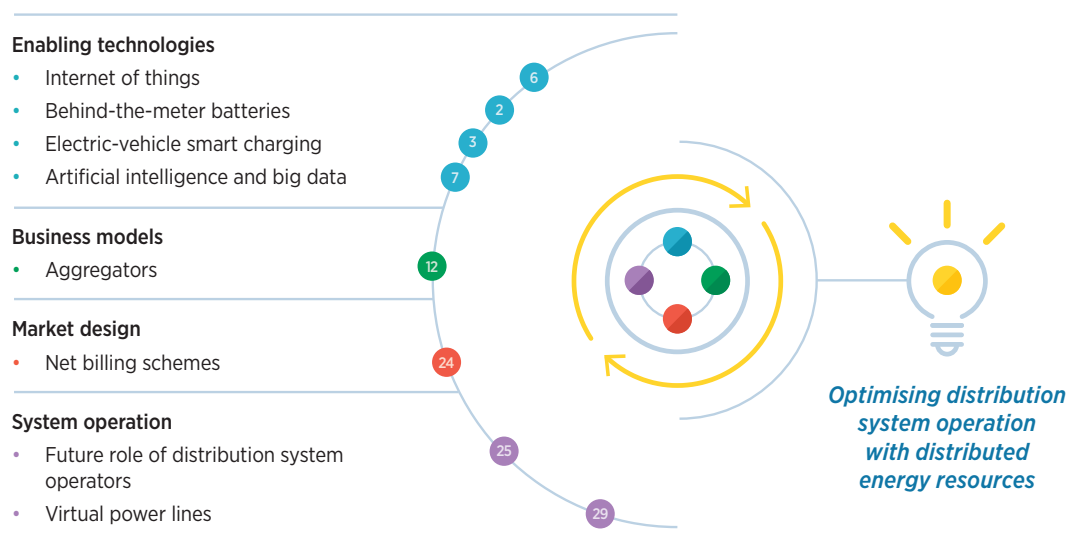 Enabling technologies
• Internet of things
• Behind-the-meter batteries
• Electric-vehicle smart charging
• Artificial intelligence and big data
6
2
3
7
Business models
• Aggregators
12
Market design
• Net billing schemes
24
System operation
• Future role of distribution system
operators
• Virtual power lines
25
29
Optimising distribution
system operation
with distributed
energy resources